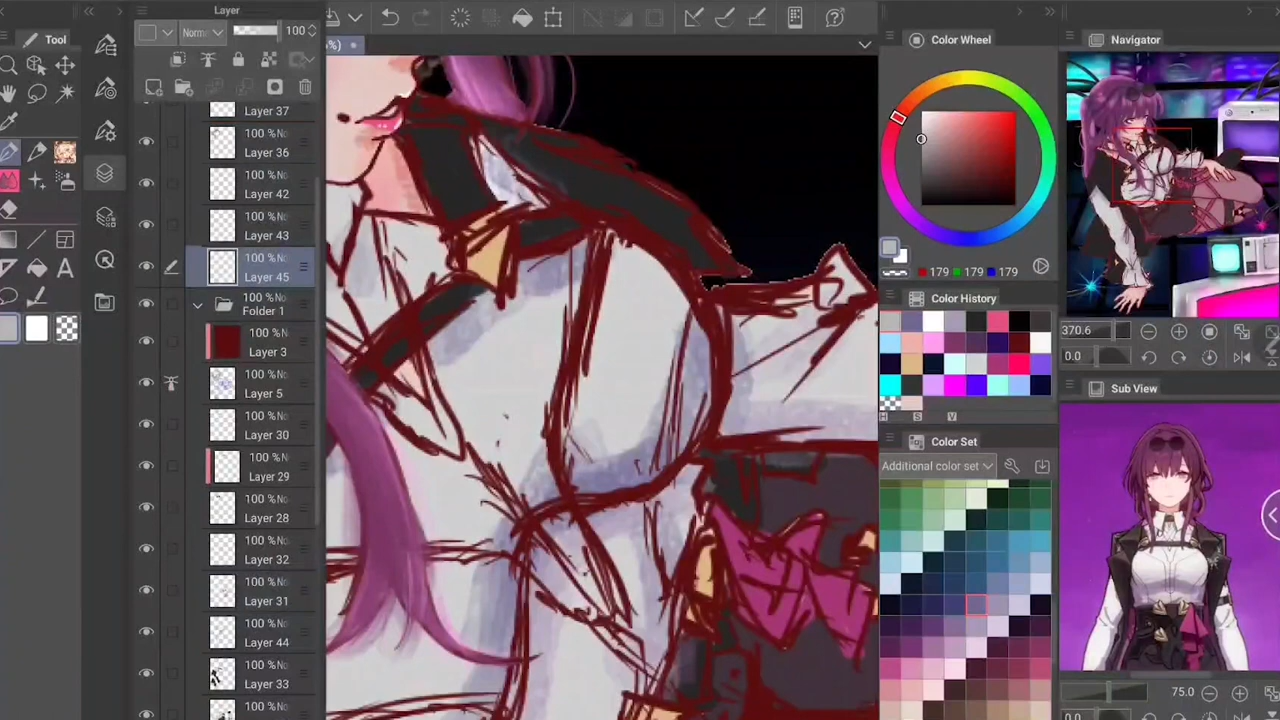 Layer
Tool
Norm
100
Layer 37
100 %
Layer 36
100 %
Layer 42
100 %
Layer 43
100 %
Layer 45
100 %
Folder 1
100 %
Layer 3
100 %
Layer 5
100 %
Layer 30
100 %
Layer 29
100 %
Layer 28
100 %
Layer 32
100 %
Layer 31
100 %
Layer 44
100 %
Layer 33
100 %
%)
Color Wheel
179 179 179
Color History
H S V
Color Set
Additional color set
Navigator
370.6
0.0
Sub View
75.0
0.0